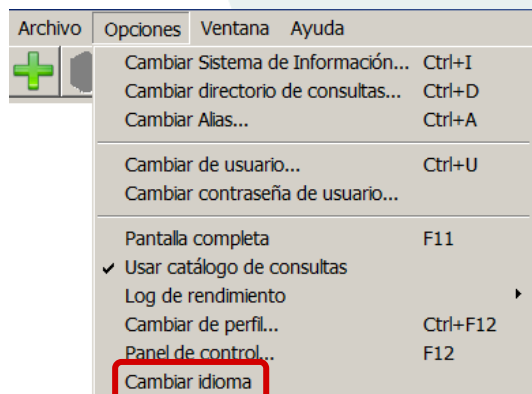 Archivo Opciones Ventana Ayuda
Cambiar Sistema de Información... Ctrl+I
Cambiar directorio de consultas... Ctrl+D
Cambiar Alias... Ctrl+A
Cambiar de usuario... Ctrl+U
Cambiar contraseña de usuario...
Pantalla completa F11
Usar catálogo de consultas
Log de rendimiento
Cambiar de perfil... Ctrl+F12
Panel de control... F12
Cambiar idioma